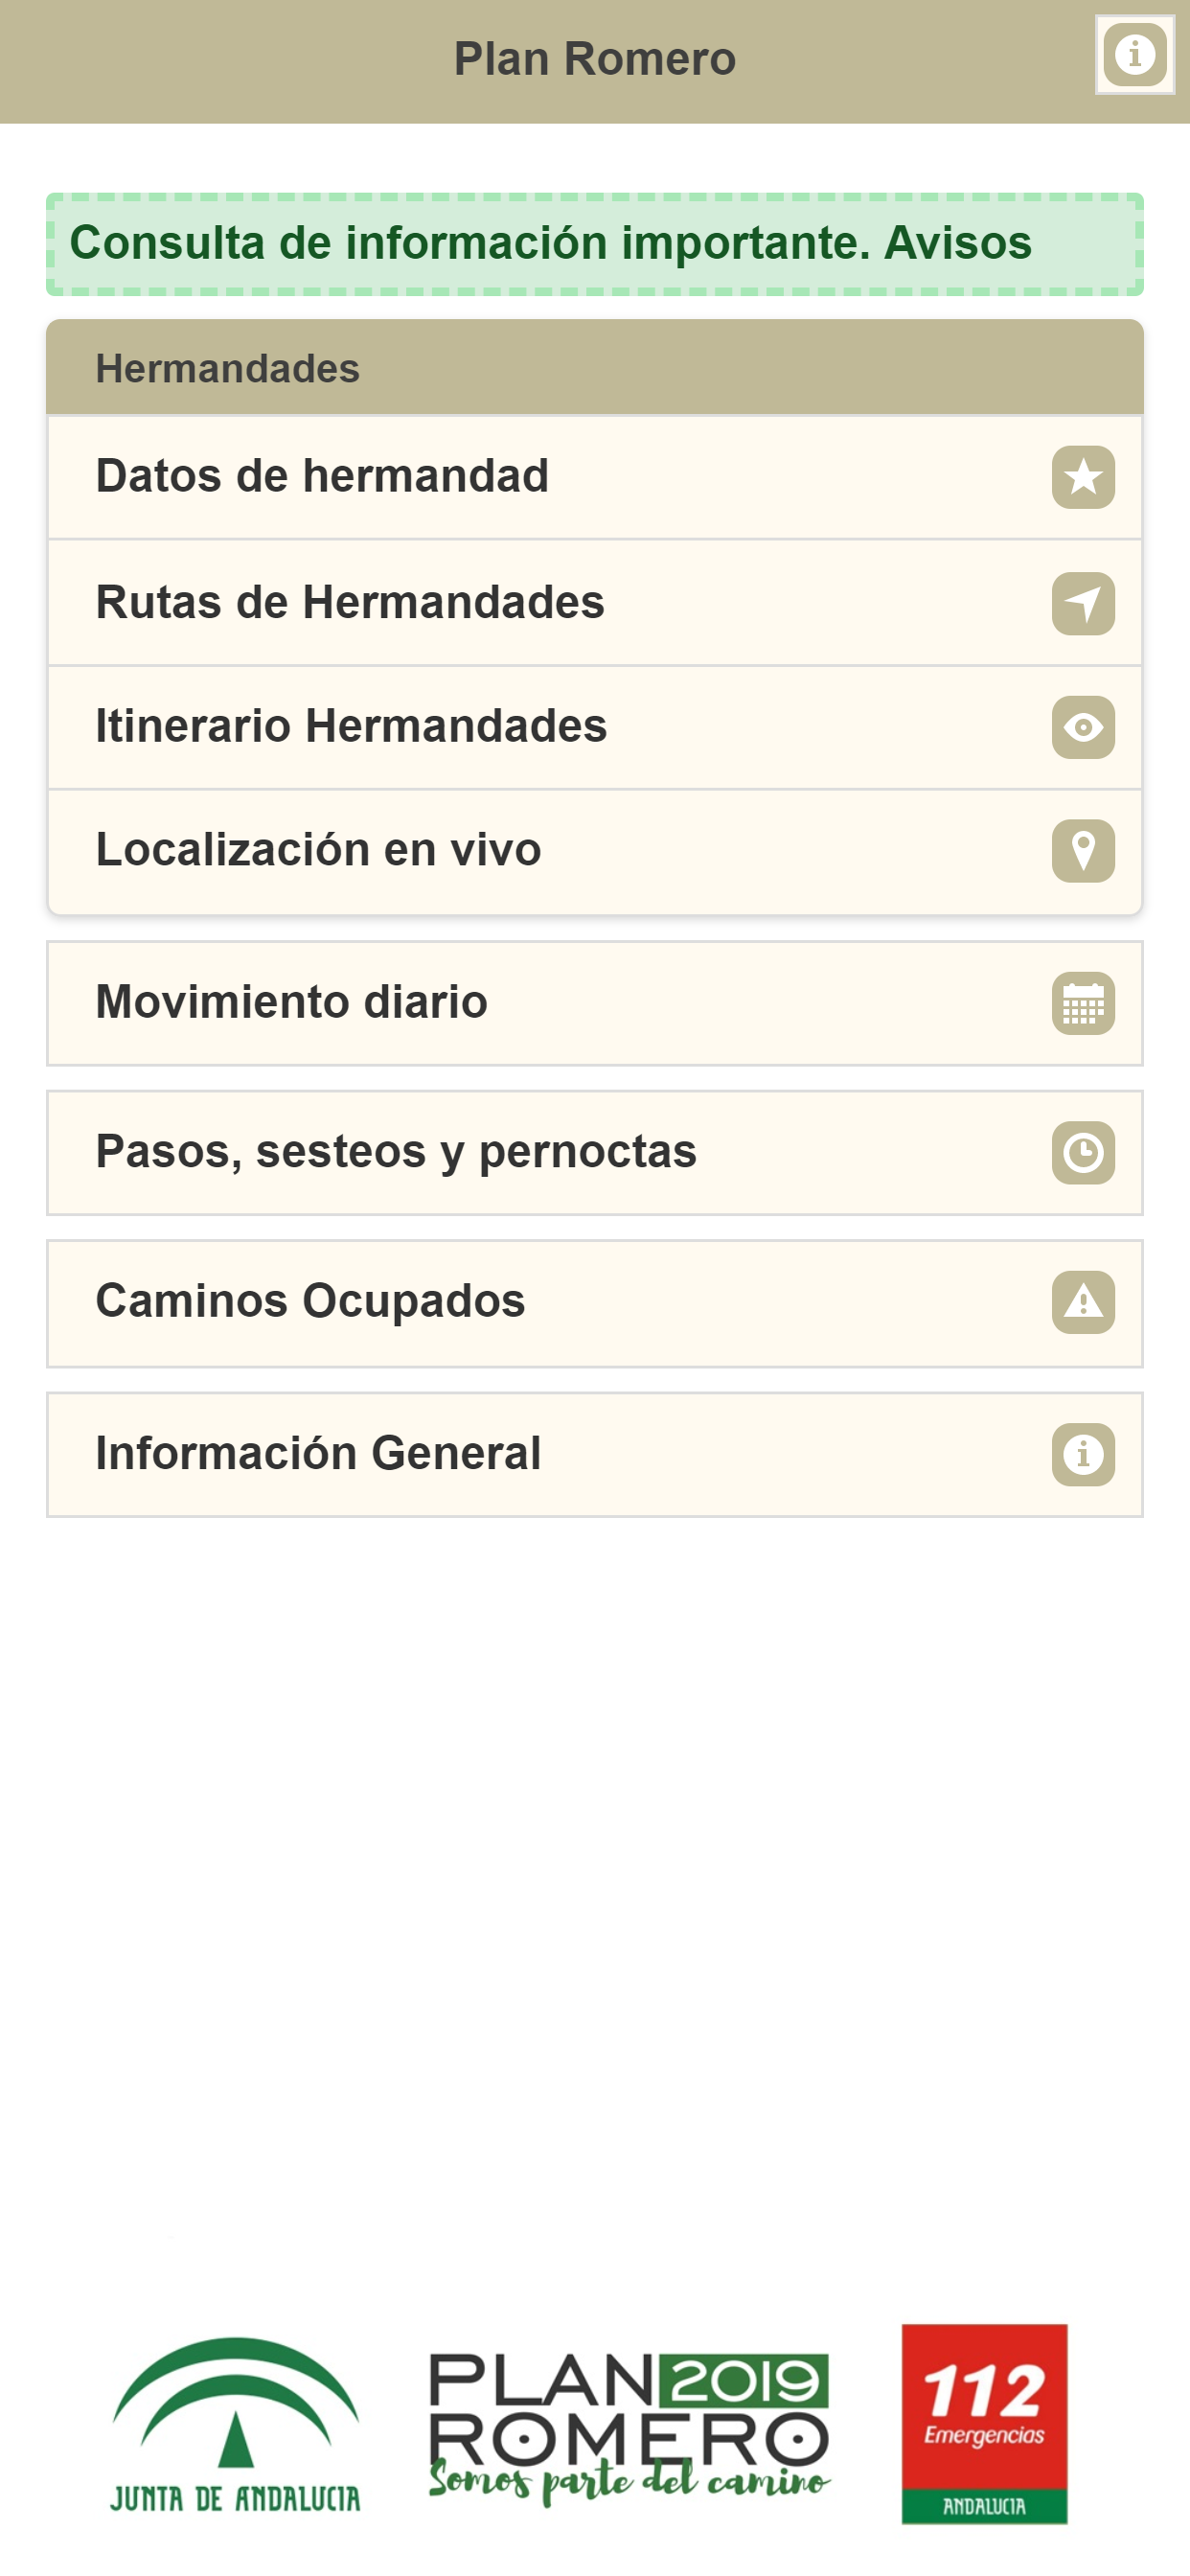 Plan Romero
Consulta de información importante. Avisos
Hermandades
Datos de hermandad
Rutas de Hermandades
Itinerario Hermandades
Localización en vivo
Movimiento diario
Pasos, sesteos y pernoctas
Caminos Ocupados
Información General
JUNTA DE ANDALUCIA
PLAN 2019
ROMERO
Somos parte del camino
112
Emergencias
ANDALUCIA